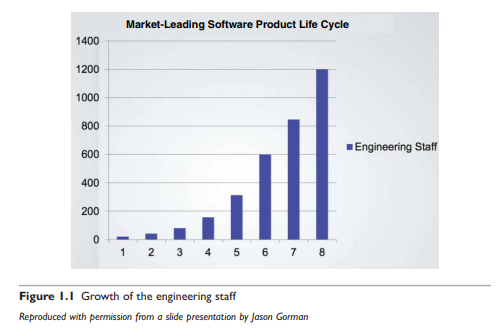 Market-Leading Software Product Life Cycle
1400
1200
1000
800
600
400
200
0
1 2 3 4 5 6 7 8
Engineering Staff
Figure 1.1 Growth of the engineering staff
Reproduced with permission from a slide presentation by Jason Gorman